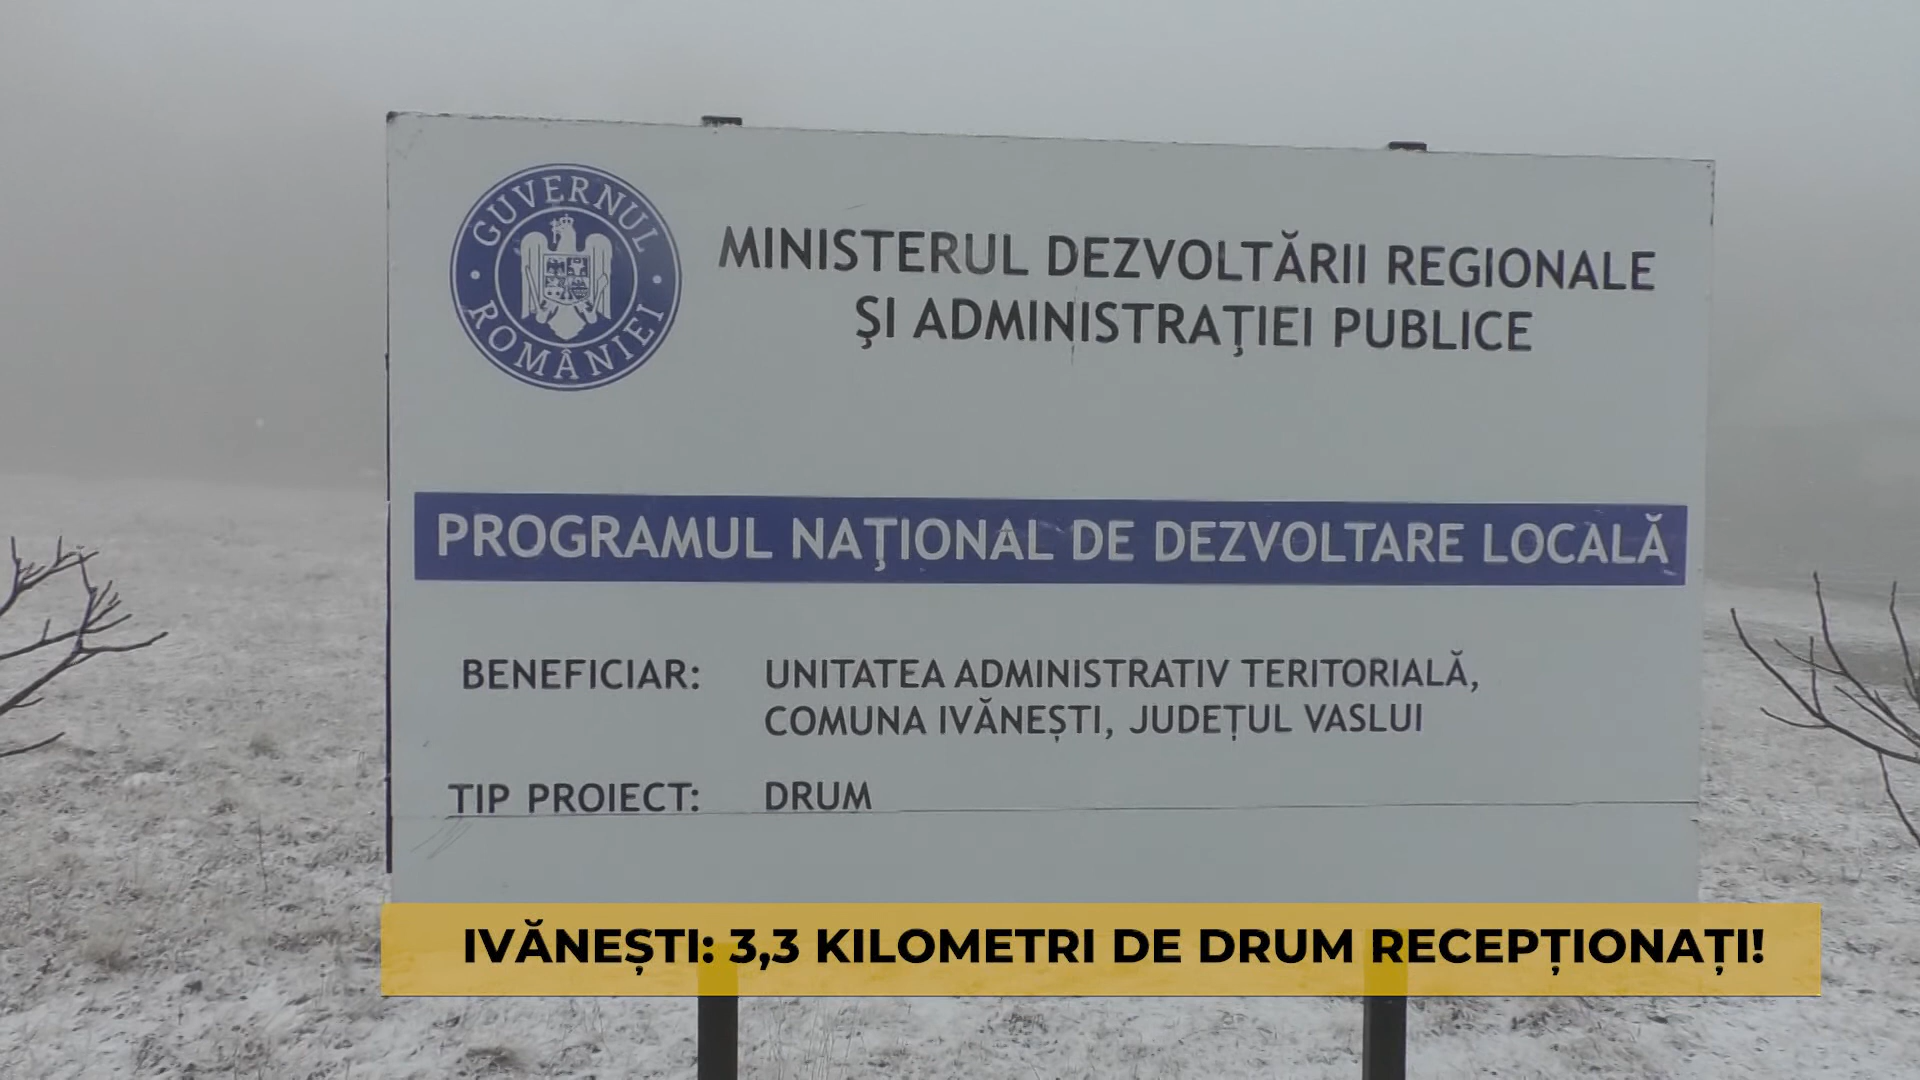 GUVERNUL ROMÂNIEI
MINISTERUL DEZVOLTĂRII REGIONALE
ŞI ADMINISTRAŢIEI PUBLICE
PROGRAMUL NAŢIONAL DE DEZVOLTARE LOCALĂ
BENEFICIAR: UNITATEA ADMINISTRATIV TERITORIALĂ,
COMUNA IVĂNEȘTI, JUDEȚUL VASLUI
TIP PROIECT: DRUM
IVĂNEȘTI: 3,3 KILOMETRI DE DRUM RECEPȚIONAȚI!